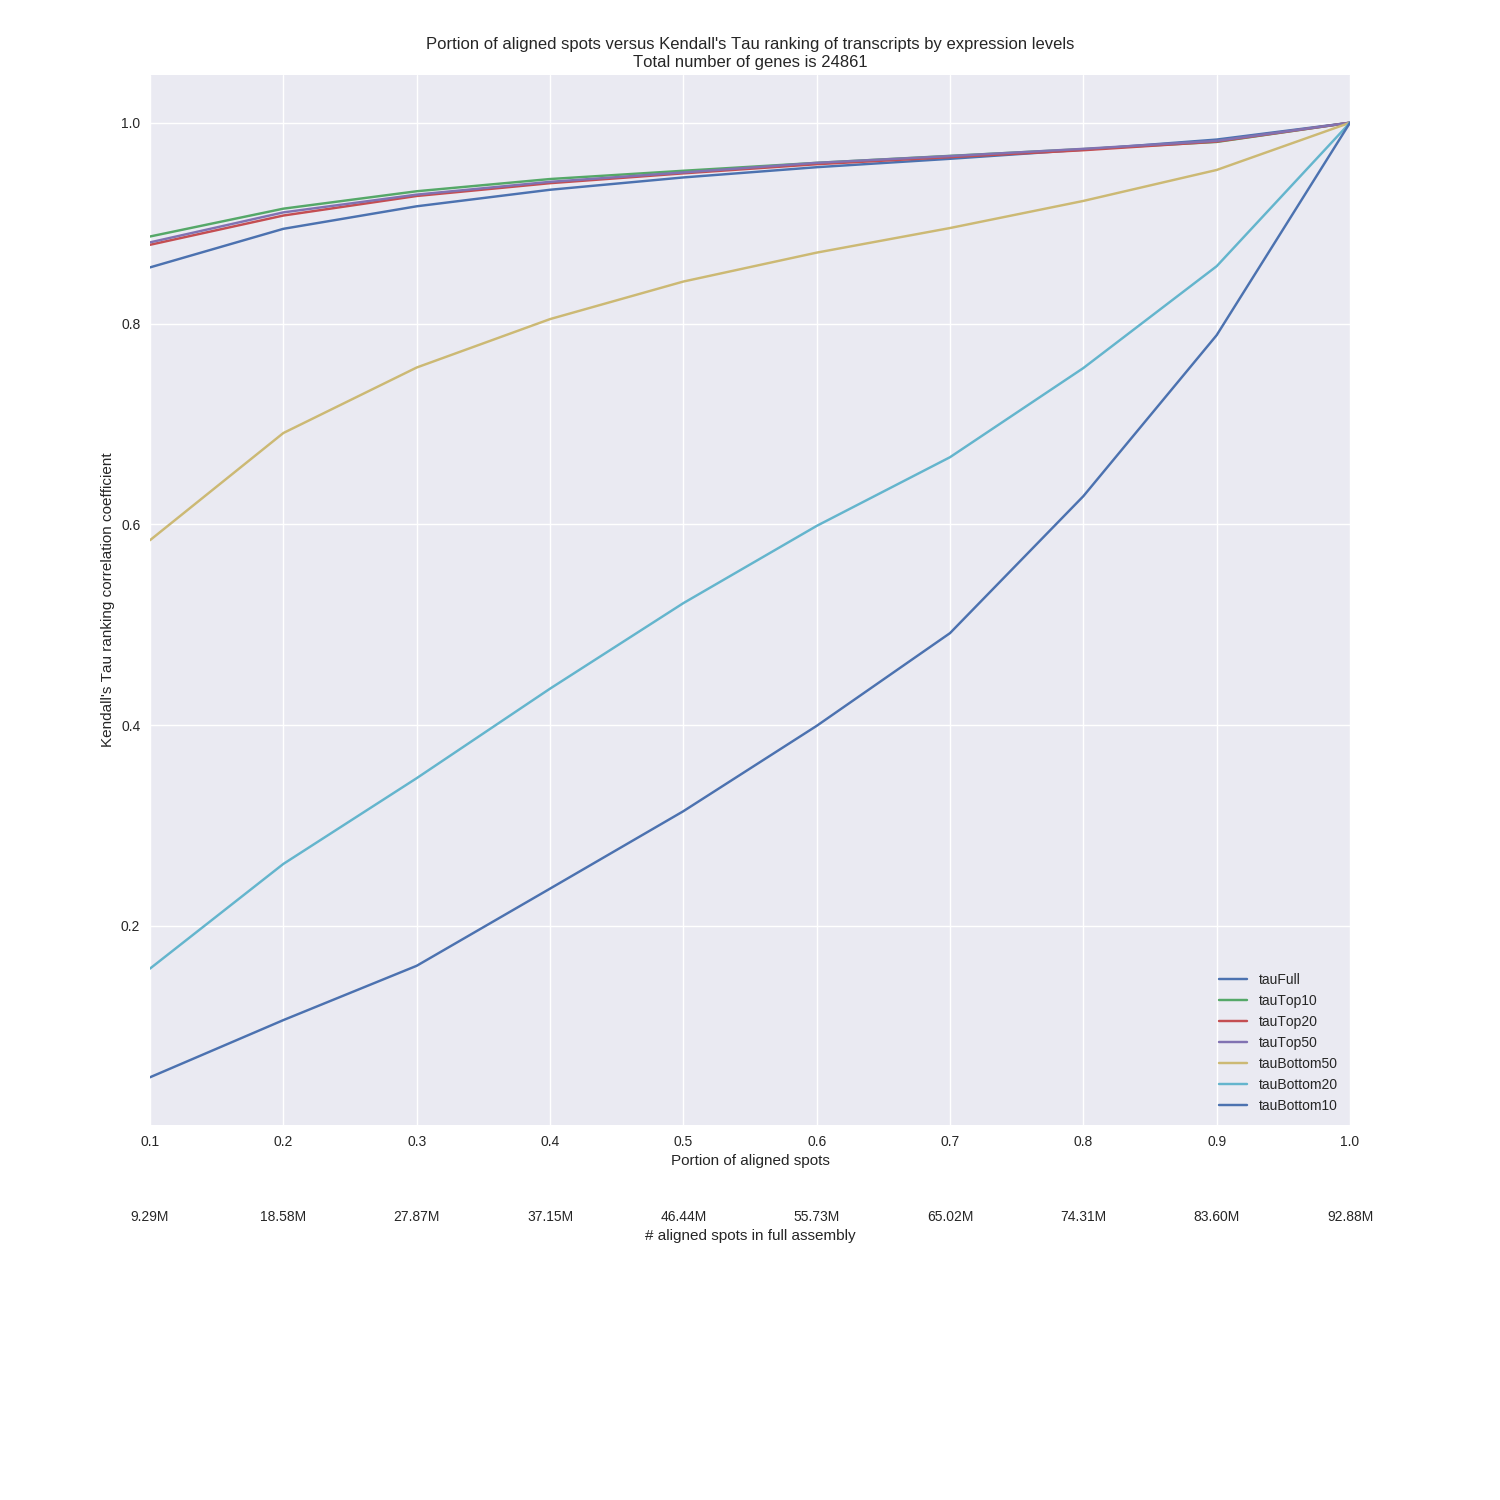 Portion of aligned spots versus Kendall's Tau ranking of transcripts by expression levels
Total number of genes is 24861
1.0
0.8
0.6
0.4
0.2
Kendall's Tau ranking correlation coefficient
tauFull
tauTop10
tauTop20
tauTop50
tauBottom50
tauBottom20
tauBottom10
0.1 0.2 0.3 0.4 0.5 0.6 0.7 0.8 0.9 1.0
Portion of aligned spots
9.29M 18.58M 27.87M 37.15M 46.44M 55.73M 65.02M 74.31M 83.60M 92.88M
# aligned spots in full assembly